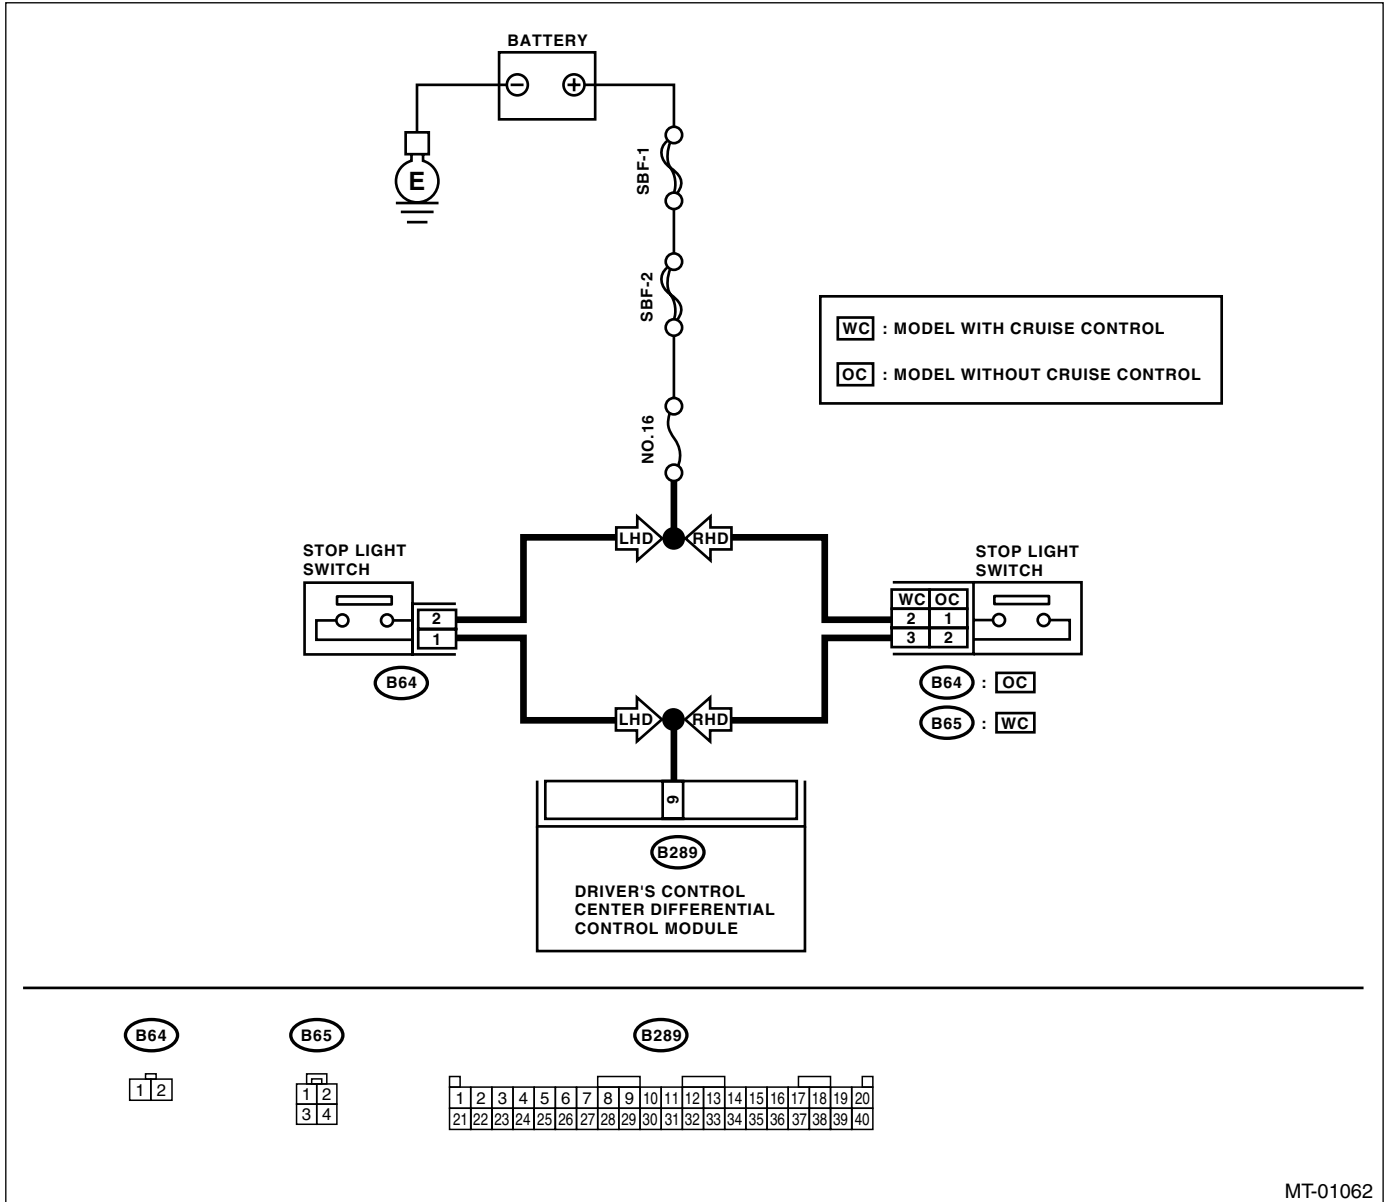 BATTERY
− +
E
SBF-1
SBF-2
NO.16
WC : MODEL WITH CRUISE CONTROL
OC : MODEL WITHOUT CRUISE CONTROL
LHD RHD
STOP LIGHT
SWITCH
2
1
B64
STOP LIGHT
SWITCH
WC OC
2 1
3 2
B64 : OC
B65 : WC
LHD RHD
9
B289
DRIVER'S CONTROL
CENTER DIFFERENTIAL
CONTROL MODULE
B64
1 2
B65
1 2
3 4
B289
1 2 3 4 5 6 7 8 9 10 11 12 13 14 15 16 17 18 19 20
21 22 23 24 25 26 27 28 29 30 31 32 33 34 35 36 37 38 39 40
MT-01062